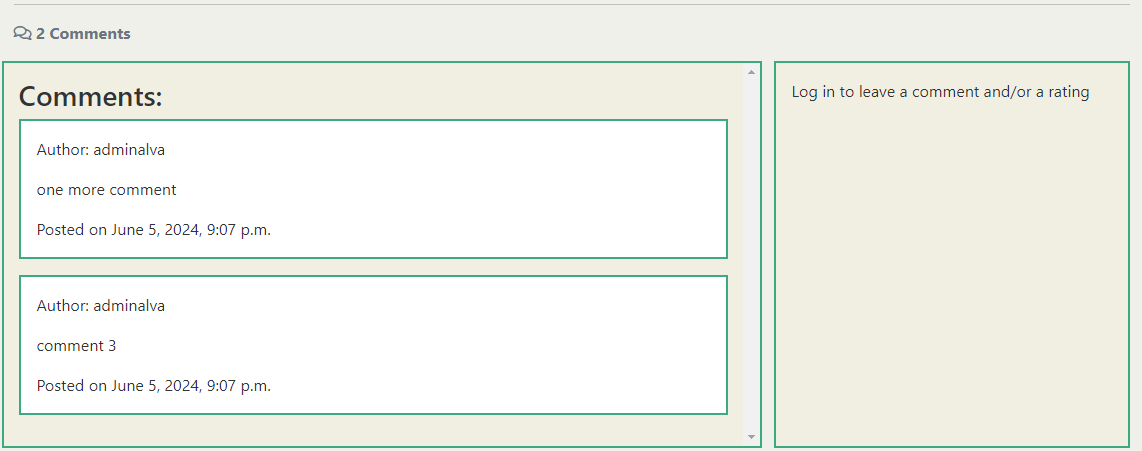 2 Comments
Comments:
Author: adminalva
one more comment
Posted on June 5, 2024, 9:07 p.m.
Author: adminalva
comment 3
Posted on June 5, 2024, 9:07 p.m.
Log in to leave a comment and/or a rating